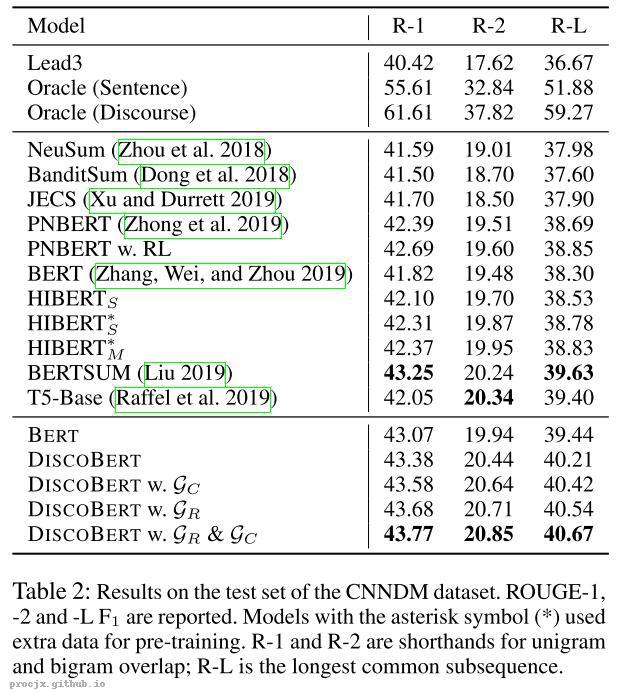 Model R-1 R-2 R-L
Lead3 40.42 17.62 36.67
Oracle (Sentence) 55.61 32.84 51.88
Oracle (Discourse) 61.61 37.82 59.27
NeuSum (Zhou et al. 2018) 41.59 19.01 37.98
BanditSum (Dong et al. 2018) 41.50 18.70 37.60
JECS (Xu and Durrett 2019) 41.70 18.50 37.90
PNBERT (Zhong et al. 2019) 42.39 19.51 38.69
PNBERT w. RL 42.69 19.60 38.85
BERT (Zhang, Wei, and Zhou 2019) 41.82 19.48 38.30
HIBERT_S 42.10 19.70 38.53
HIBERT*_S 42.31 19.87 38.78
HIBERT*_M 42.37 19.95 38.83
BERTSUM (Liu 2019) 43.25 20.24 39.63
T5-Base (Raffel et al. 2019) 42.05 20.34 39.40
BERT 43.07 19.94 39.44
DISCOBERT 43.38 20.44 40.21
DISCOBERT w. G_C 43.58 20.64 40.42
DISCOBERT w. G_R 43.68 20.71 40.54
DISCOBERT w. G_R & G_C 43.77 20.85 40.67
Table 2: Results on the test set of the CNNDM dataset. ROUGE-1,
-2 and -L F1 are reported. Models with the asterisk symbol (*) used
extra data for pre-training. R-1 and R-2 are shorthands for unigram
and bigram overlap; R-L is the longest common subsequence.
procjx.github.io